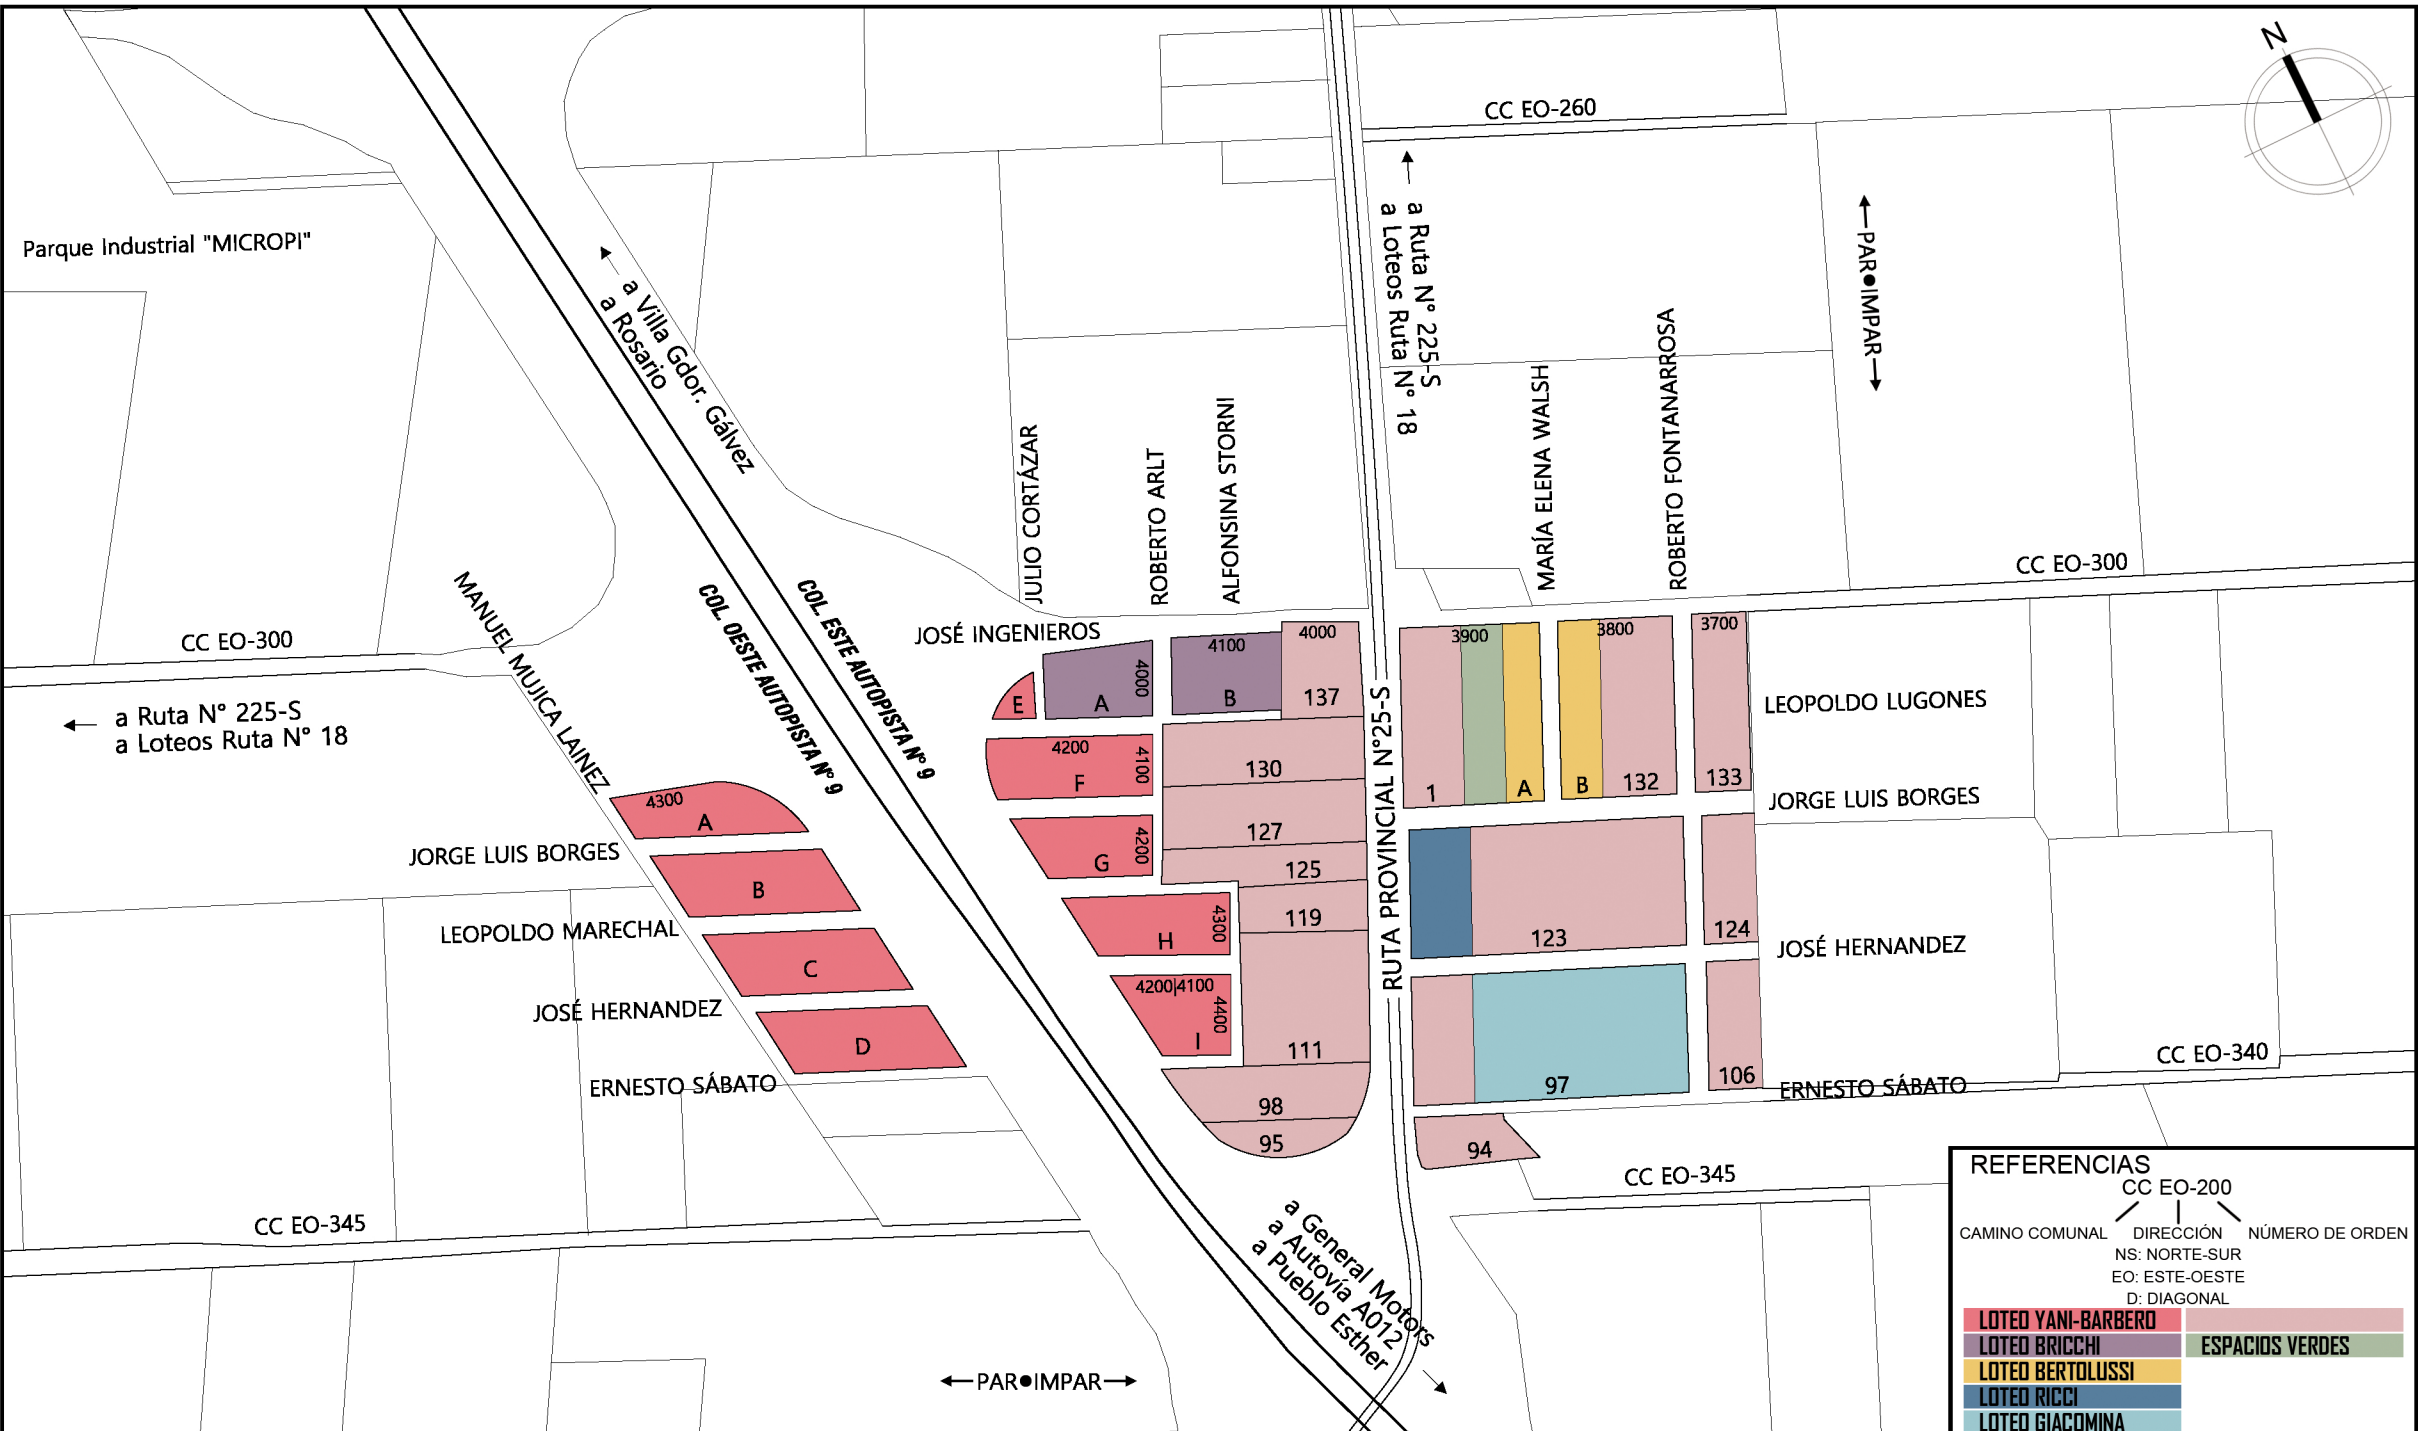 N
CC EO-260
Parque Industrial "MICROPI"
a Villa Gdor. Gálvez
a Rosario
a Ruta N° 225-S
a Loteos Ruta N° 18
PAR●IMPAR
JULIO CORTÁZAR
ROBERTO ARLT
ALFONSINA STORNI
MARÍA ELENA WALSH
ROBERTO FONTANARROSA
CC EO-300
CC EO-300
MANUEL MUJICA LAINEZ
COL. OESTE AUTOPISTA N° 9
COL. ESTE AUTOPISTA N° 9
JOSÉ INGENIEROS
a Ruta N° 225-S
a Loteos Ruta N° 18
E
A
4000
4100
B
4000
137
RUTA PROVINCIAL N°25-S
3900
1
A
3800
B
132
3700
133
LEOPOLDO LUGONES
4200
4100
F
130
JORGE LUIS BORGES
4300
A
JORGE LUIS BORGES
B
G
4200
127
125
LEOPOLDO MARECHAL
C
H
4300
119
123
124
JOSÉ HERNANDEZ
JOSÉ HERNANDEZ
D
4200|4100
4400
I
111
ERNESTO SÁBATO
98
95
97
106
ERNESTO SÁBATO
CC EO-340
94
CC EO-345
CC EO-345
a General Motors
a Autovía A012
a Pueblo Esther
PAR●IMPAR
REFERENCIAS
CC EO-200
CAMINO COMUNAL DIRECCIÓN NÚMERO DE ORDEN
NS: NORTE-SUR
EO: ESTE-OESTE
D: DIAGONAL
LOTEO YANI-BARBERO
LOTEO BRICCHI ESPACIOS VERDES
LOTEO BERTOLUSSI
LOTEO RICCI
LOTEO GIACOMINA